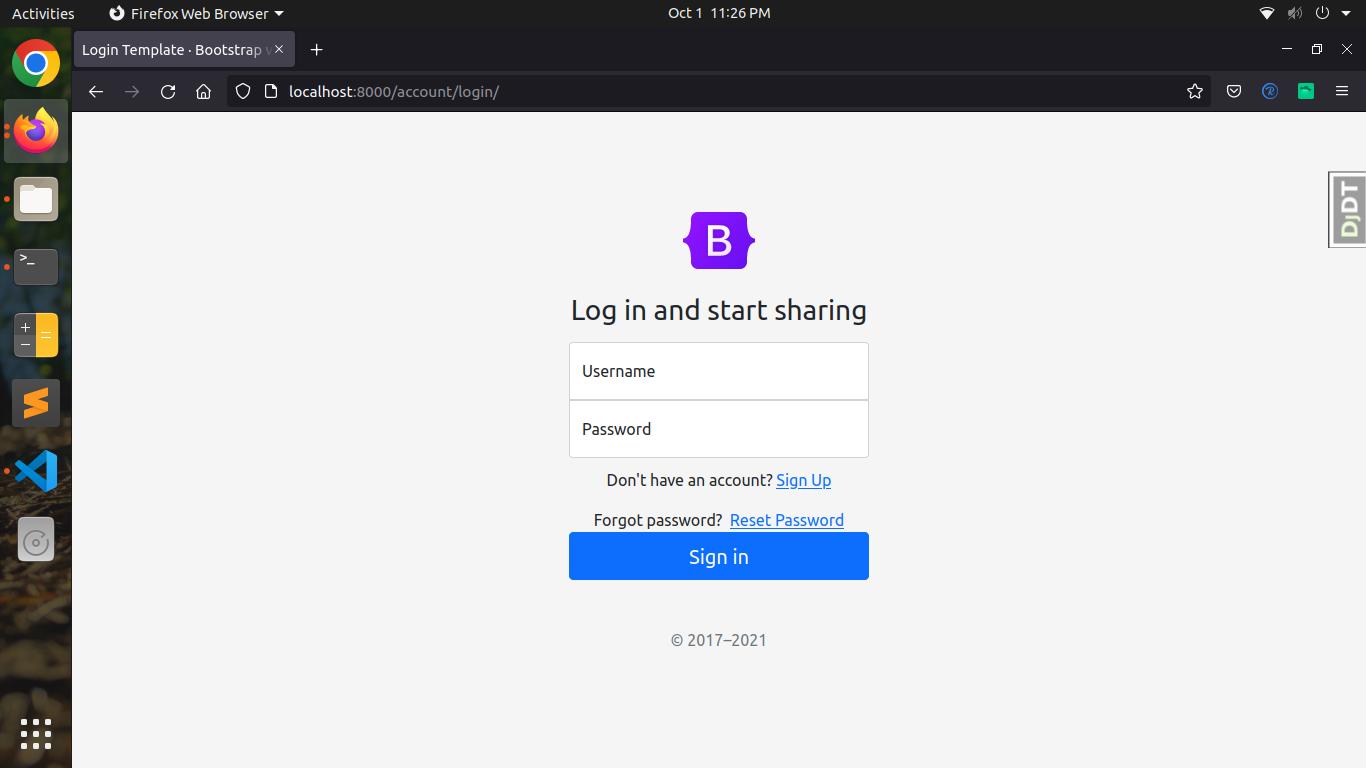 Activities Firefox Web Browser Oct 1 11:26 PM
Login Template · Bootstrap
localhost:8000/account/login/
DjDT
B
Log in and start sharing
Username
Password
Don't have an account? Sign Up
Forgot password? Reset Password
Sign in
© 2017–2021